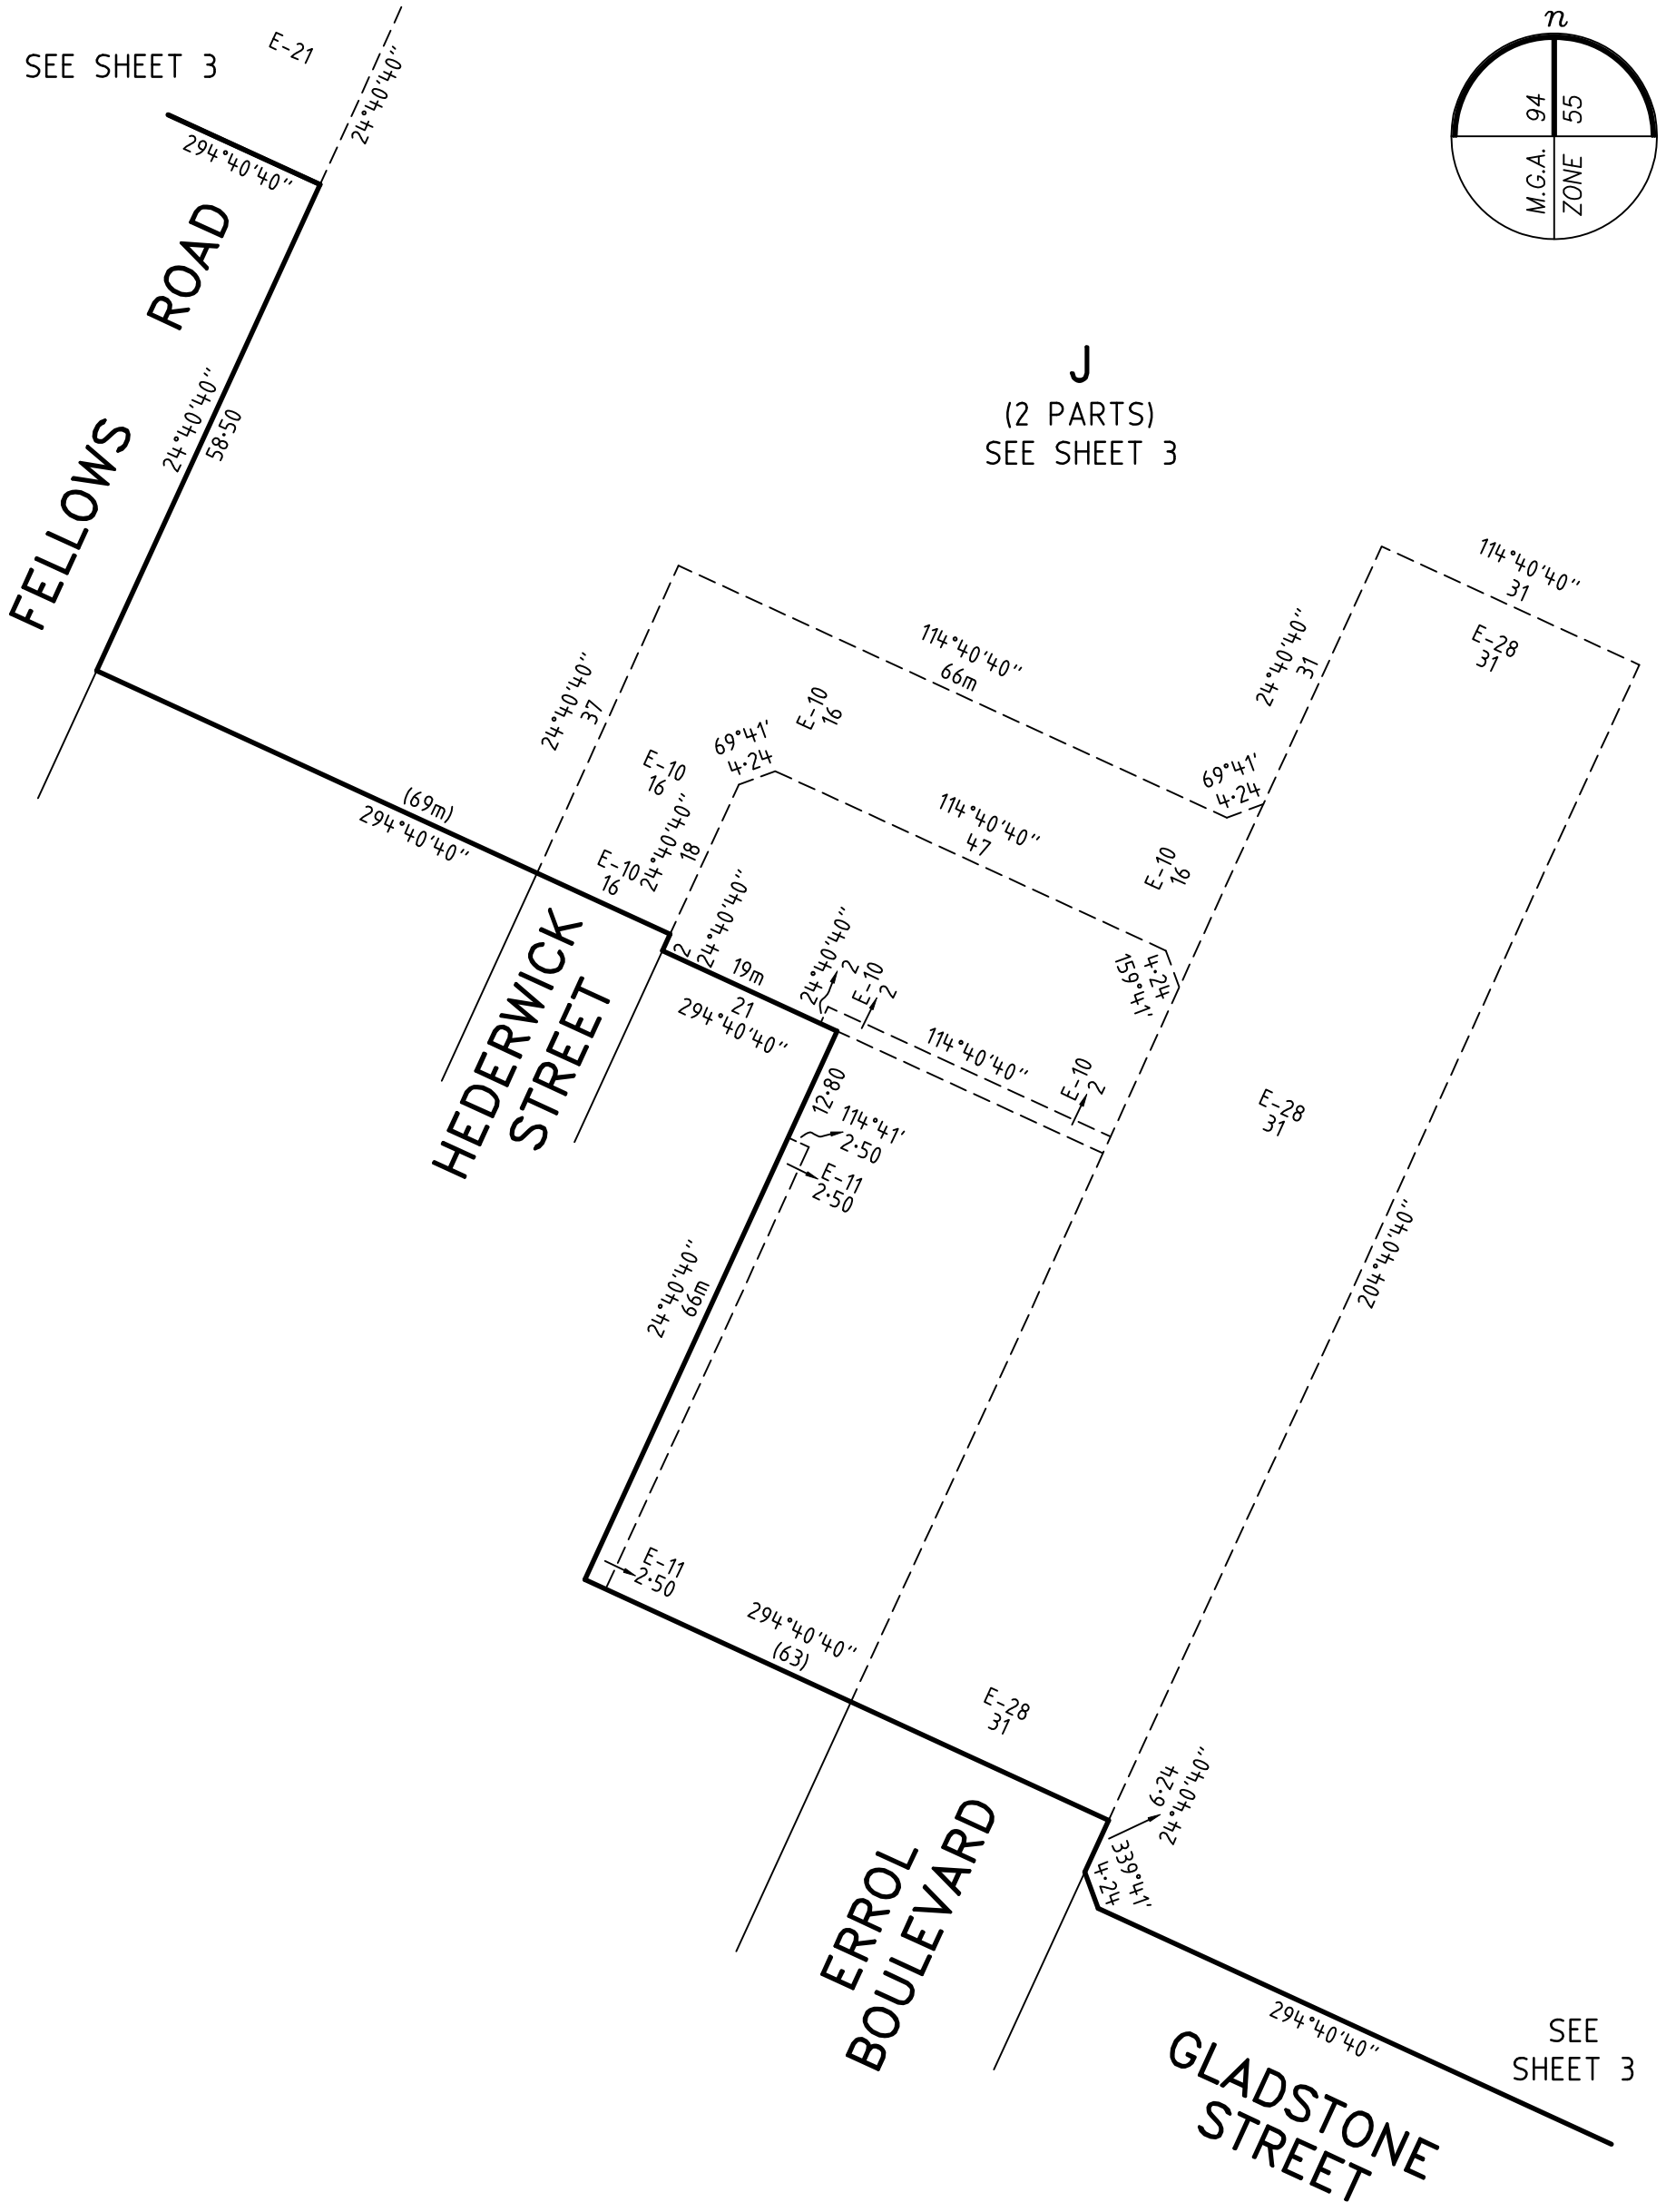 n
94
55
M.G.A.
ZONE
E-21
SEE SHEET 3
24°40'40"
294°40'40"
FELLOWS ROAD
24°40'40"
58·50
J
(2 PARTS)
SEE SHEET 3
114°40'40"
31
E-28
31
24°40'40"
31
114°40'40"
66m
24°40'40"
37
E-10
16
69°41'
4·24
69°41'
4·24
E-10
16
(69m)
294°40'40"
24°40'40"
18
114°40'40"
47
E-10
16
E-10
16
2
24°40'40"
19m
21
294°40'40"
24°40'40"
2
E-10
2
4·24
159°41'
114°40'40"
E-10
2
HEDERWICK
STREET
12·80
114°41'
2·50
E-11
2·50
E-28
31
204°40'40"
24°40'40"
66m
E-11
2·50
294°40'40"
(63)
E-28
31
6·24
24°40'40"
339°41'
4·24
ERROL
BOULEVARD
294°40'40"
GLADSTONE
STREET
SEE
SHEET 3